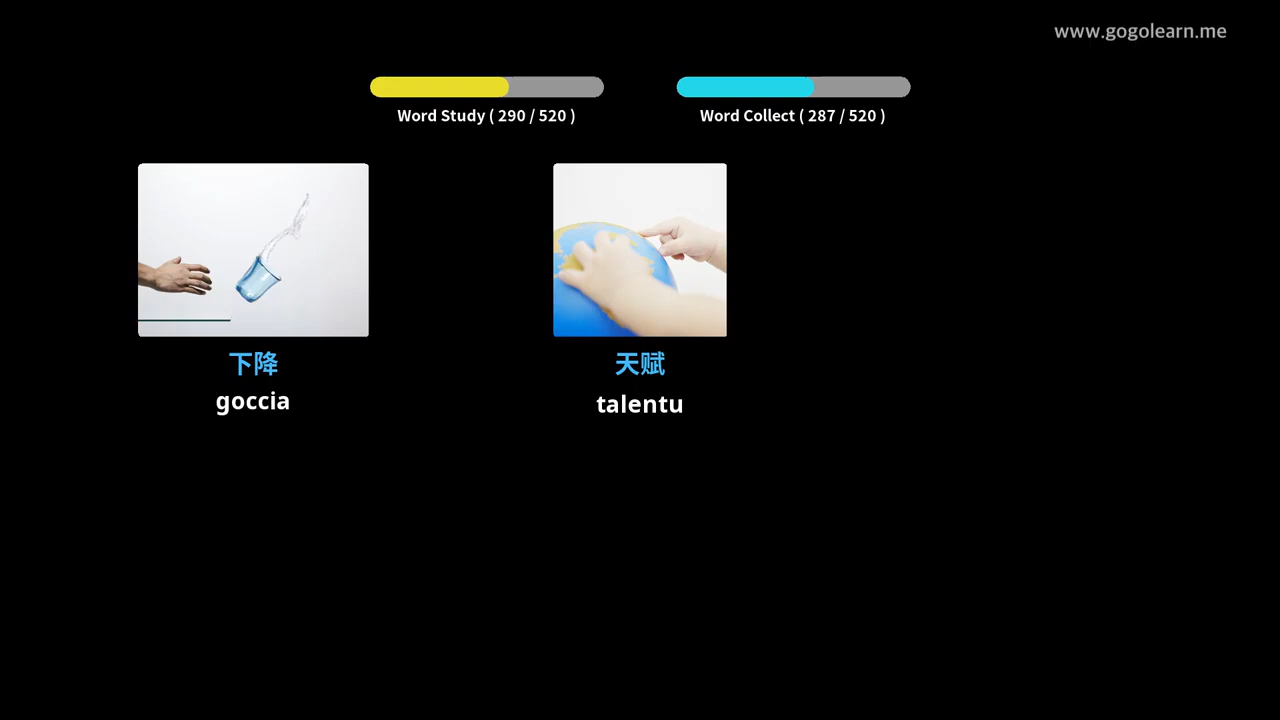 www.gogolearn.me
Word Study ( 290 / 520 )
Word Collect ( 287 / 520 )
下降
goccia
天赋
talentu